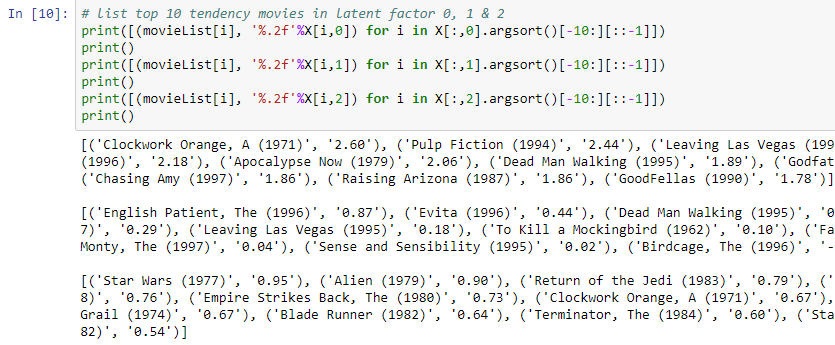 In [10]: # list top 10 tendency movies in latent factor 0, 1 & 2
print([(movieList[i], '%.2f'%X[i,0]) for i in X[:,0].argsort()[-10:][::-1]])
print()
print([(movieList[i], '%.2f'%X[i,1]) for i in X[:,1].argsort()[-10:][::-1]])
print()
print([(movieList[i], '%.2f'%X[i,2]) for i in X[:,2].argsort()[-10:][::-1]])
print()
[('Clockwork Orange, A (1971)', '2.60'), ('Pulp Fiction (1994)', '2.44'), ('Leaving Las Vegas (199
(1996)', '2.18'), ('Apocalypse Now (1979)', '2.06'), ('Dead Man Walking (1995)', '1.89'), ('Godfat
('Chasing Amy (1997)', '1.86'), ('Raising Arizona (1987)', '1.86'), ('GoodFellas (1990)', '1.78')]
[('English Patient, The (1996)', '0.87'), ('Evita (1996)', '0.44'), ('Dead Man Walking (1995)', '0
7)', '0.29'), ('Leaving Las Vegas (1995)', '0.18'), ('To Kill a Mockingbird (1962)', '0.10'), ('Fa
Monty, The (1997)', '0.04'), ('Sense and Sensibility (1995)', '0.02'), ('Birdcage, The (1996)', '-
[('Star Wars (1977)', '0.95'), ('Alien (1979)', '0.90'), ('Return of the Jedi (1983)', '0.79'), ('
8)', '0.76'), ('Empire Strikes Back, The (1980)', '0.73'), ('Clockwork Orange, A (1971)', '0.67'),
Grail (1974)', '0.67'), ('Blade Runner (1982)', '0.64'), ('Terminator, The (1984)', '0.60'), ('Sta
82)', '0.54')]